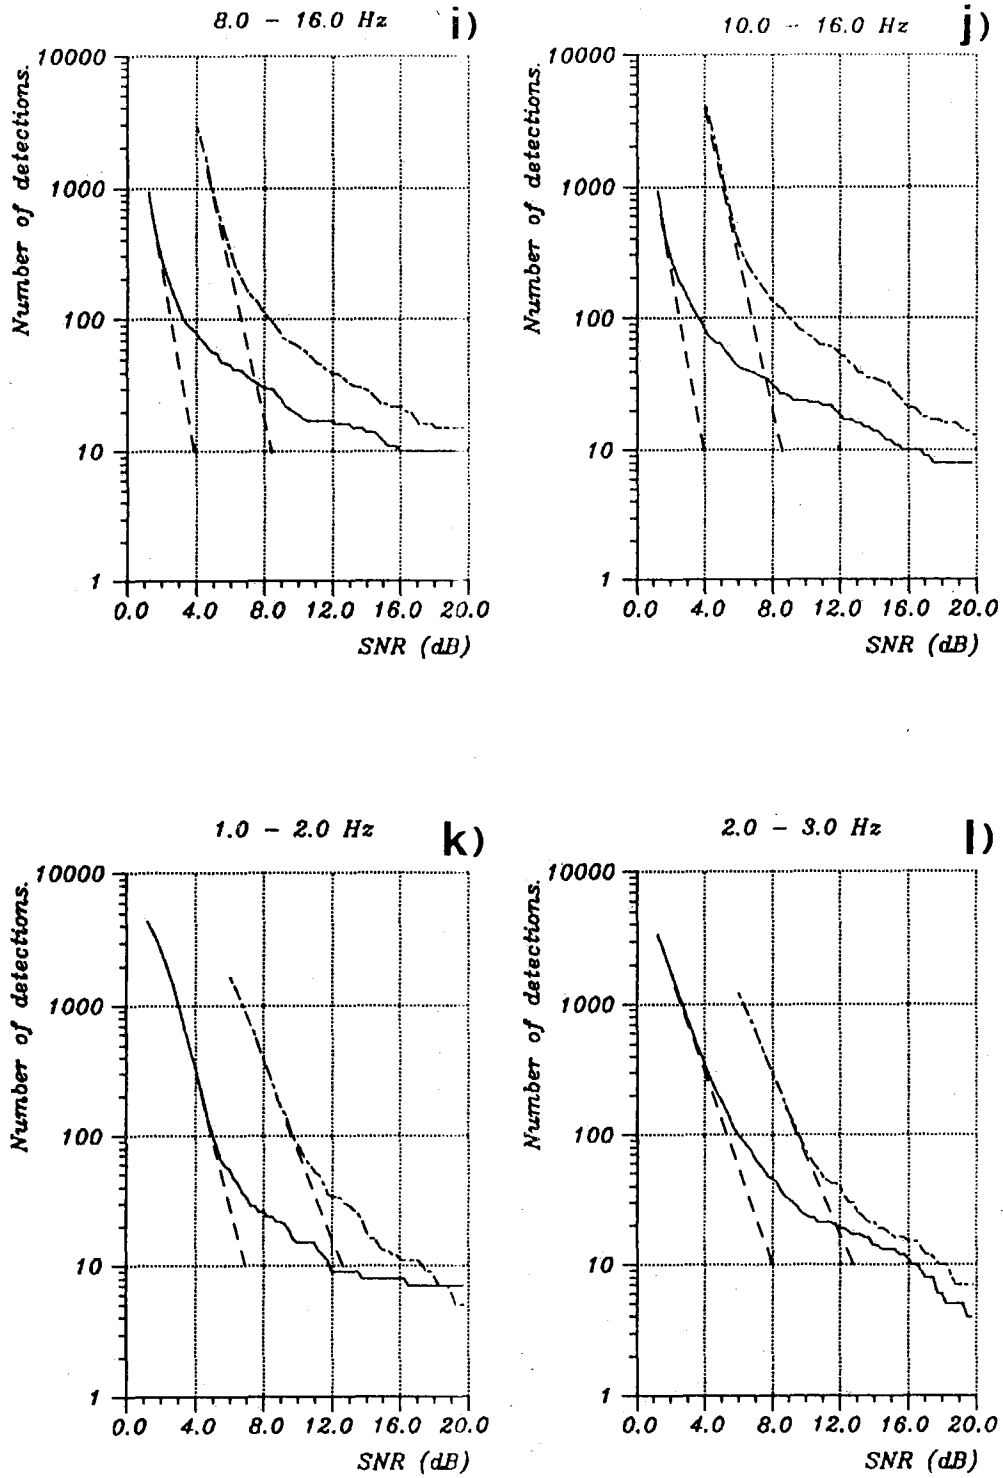 8.0 - 16.0 Hz
i)
Number of detections.
10000
1000
100
10
1
0.0 4.0 8.0 12.0 16.0 20.0
SNR (dB)
10.0 - 16.0 Hz
j)
Number of detections.
10000
1000
100
10
1
0.0 4.0 8.0 12.0 16.0 20.0
SNR (dB)
1.0 - 2.0 Hz
k)
Number of detections.
10000
1000
100
10
1
0.0 4.0 8.0 12.0 16.0 20.0
SNR (dB)
2.0 - 3.0 Hz
l)
Number of detections.
10000
1000
100
10
1
0.0 4.0 8.0 12.0 16.0 20.0
SNR (dB)